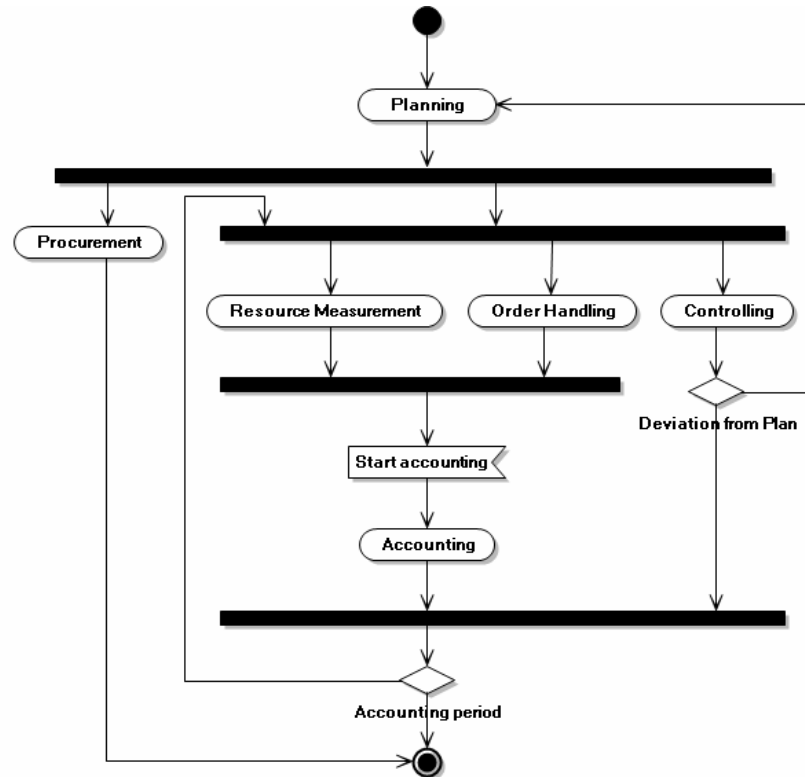 Planning
Procurement
Resource Measurement
Order Handling
Controlling
Deviation from Plan
Start accounting
Accounting
Accounting period